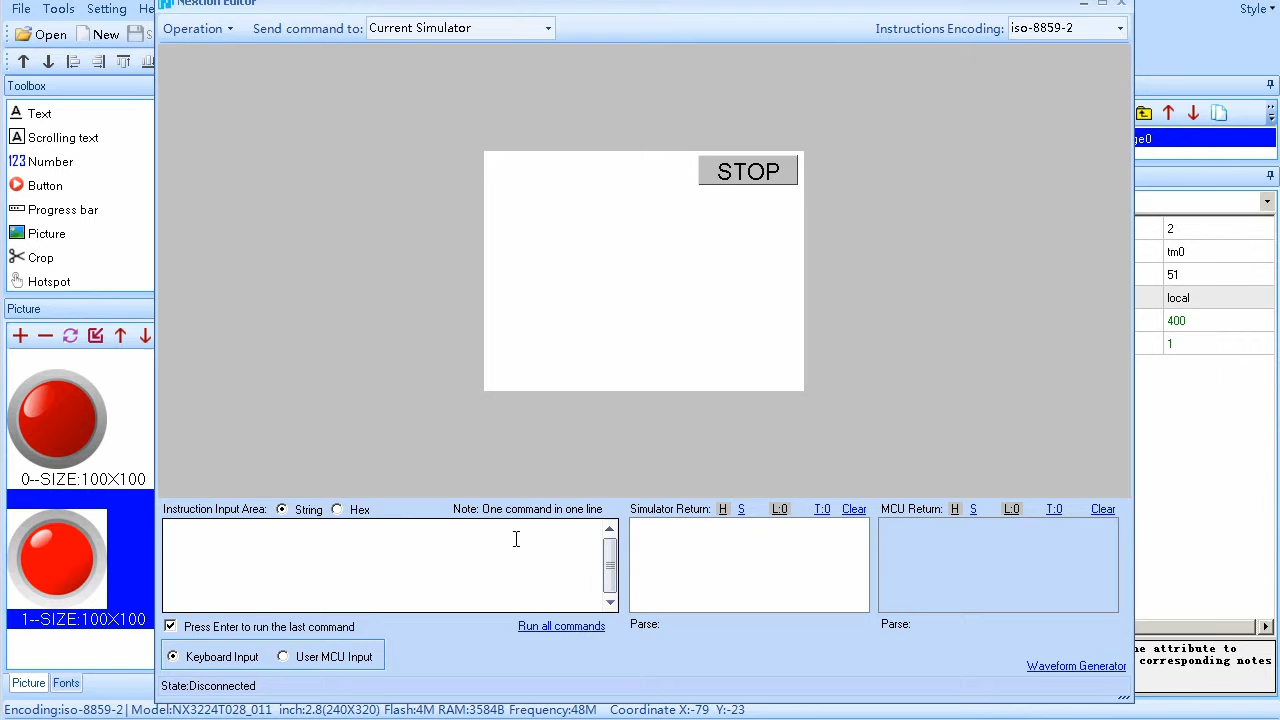 File Tools Setting He
Nextion Editor
Style
Open New S
Operation Send command to: Current Simulator Instructions Encoding: iso-8859-2
Toolbox
Text
Scrolling text
Number
Button
Progress bar
Picture
Crop
Hotspot
Picture
0--SIZE:100X100
1--SIZE:100X100
Picture Fonts
STOP
ge0
2
tm0
51
local
400
1
Instruction Input Area: String Hex Note: One command in one line
Simulator Return: H S L:0 T:0 Clear
MCU Return: H S L:0 T:0 Clear
Press Enter to run the last command Run all commands
Parse:
Parse:
Keyboard Input User MCU Input
Waveform Generator
State:Disconnected
he attribute to
corresponding notes
Encoding:iso-8859-2| Model:NX3224T028_011 inch:2.8(240X320) Flash:4M RAM:3584B Frequency:48M Coordinate X:-79 Y:-23